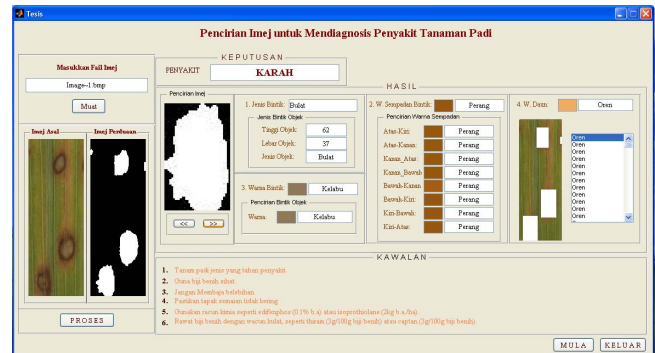 Tesis
Pencirian Imej untuk Mendiagnosis Penyakit Tanaman Padi
Masukkan Fail Imej
Image-1.bmp
Muat
Imej Asal
Imej Perduaan
PROSES
KEPUTUSAN
PENYAKIT
KARAH
HASIL
Pencirian Imej
<<
>>
1. Jenis Bintik:
Bulat
Jenis Bintik Objek
Tinggi Objek:
62
Lebar Objek:
37
Jenis Objek:
Bulat
3. Warna Bintik:
Kelabu
Pencirian Bintik Objek
Warna:
Kelabu
2. W. Sempadan Bintik:
Perang
Pencirian Warna Sempadan
Atas-Kiri:
Perang
Atas-Kanan:
Perang
Kanan_Atas:
Perang
Kanan_Bawah
Perang
Bawah-Kanan
Perang
Bawah-Kiri:
Perang
Kiri-Bawah:
Perang
Kiri-Atas:
Perang
4. W. Daun:
Oren
Oren
Oren
Oren
Oren
Oren
Oren
Oren
Oren
Oren
Oren
Oren
KAWALAN
1. Tanam padi jenis yang tahan penyakit.
2. Guna biji benih sihat.
3. Jangan Membaja belebihan.
4. Pastikan tapak semaian tidak kering.
5. Gunakan racun kimia seperti edifenphos (0.1% b.a) atau isoprotholane (2kg b.a./ha).
6. Rawat biji benih dengan wacun kulat, seperti thiram (3g/100g biji benih) atau captan (3g/100g biji benih).
MULA
KELUAR